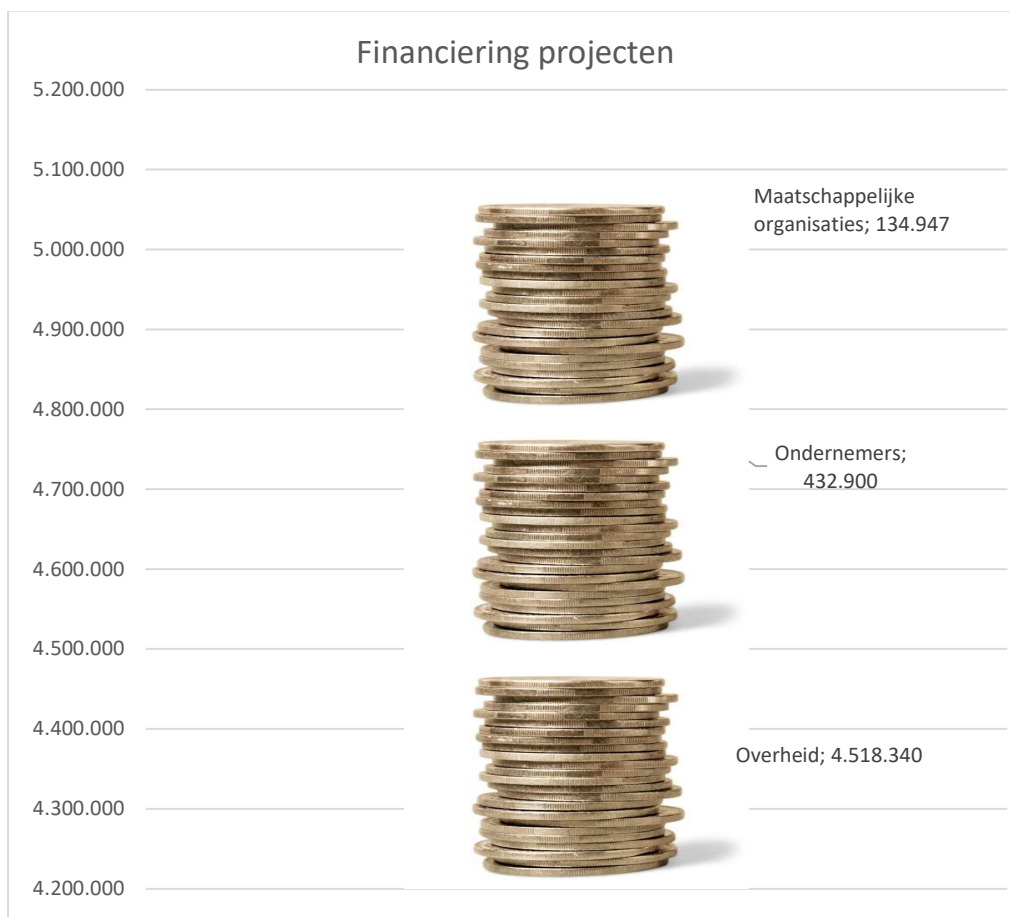 Financiering projecten
5.200.000
5.100.000
Maatschappelijke
organisaties; 134.947
5.000.000
4.900.000
4.800.000
Ondernemers;
432.900
4.700.000
4.600.000
4.500.000
4.400.000
Overheid; 4.518.340
4.300.000
4.200.000